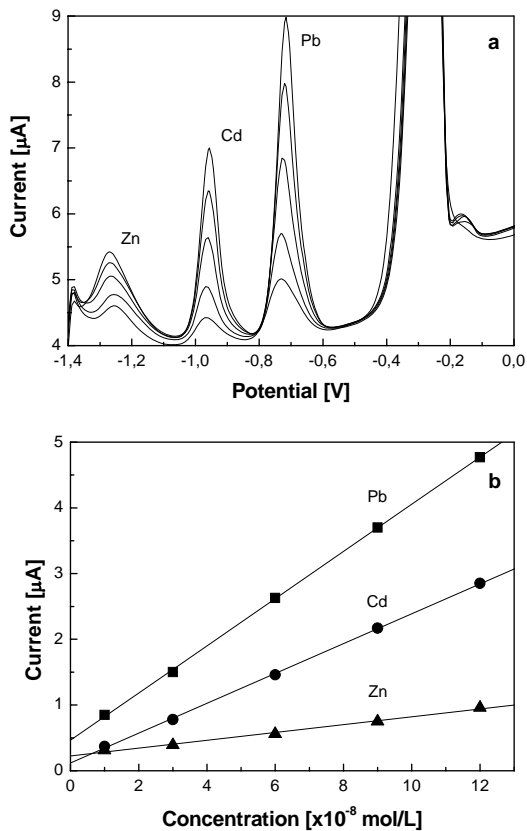 9
8
7
6
5
4
a
Pb
Cd
Zn
Current [µA]
-1,4 -1,2 -1,0 -0,8 -0,6 -0,4 -0,2 0,0
Potential [V]
5
4
3
2
1
0
b
Pb
Cd
Zn
Current [µA]
0 2 4 6 8 10 12
Concentration [x10⁻⁸ mol/L]